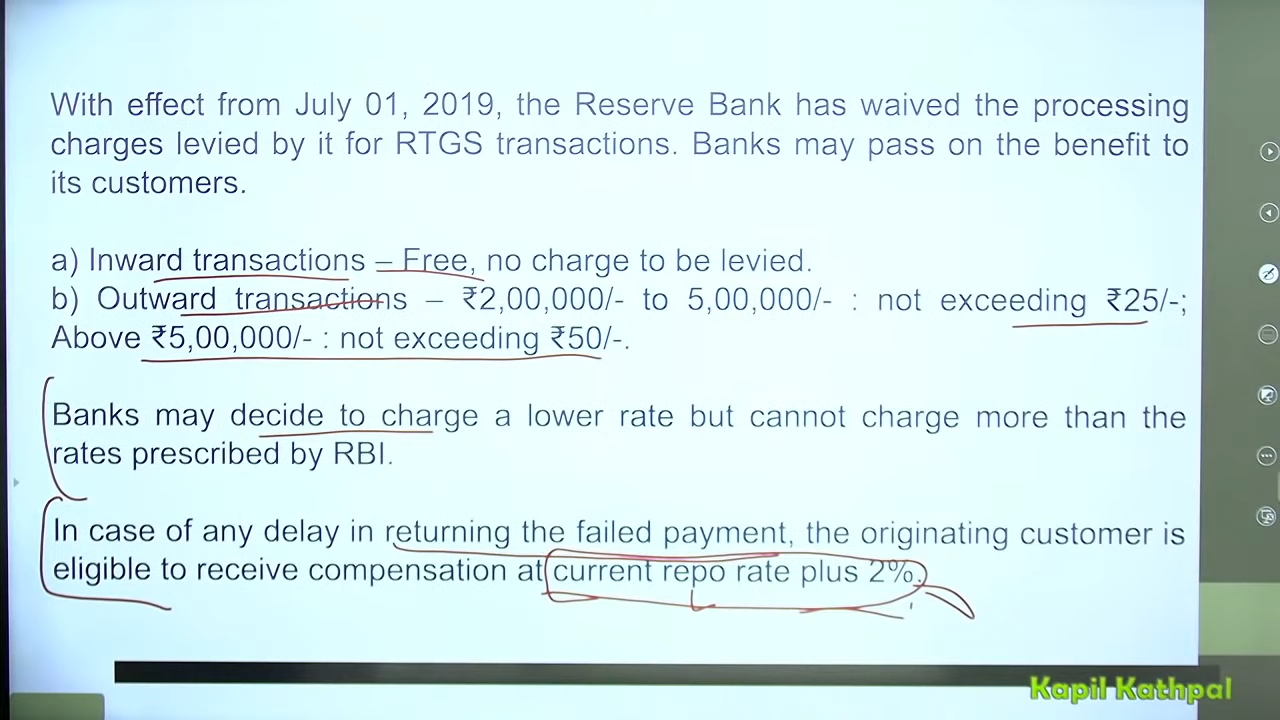 With effect from July 01, 2019, the Reserve Bank has waived the processing
charges levied by it for RTGS transactions. Banks may pass on the benefit to
its customers.
a) Inward transactions – Free, no charge to be levied.
b) Outward transactions – ₹2,00,000/- to 5,00,000/- : not exceeding ₹25/-;
Above ₹5,00,000/- : not exceeding ₹50/-.
Banks may decide to charge a lower rate but cannot charge more than the
rates prescribed by RBI.
In case of any delay in returning the failed payment, the originating customer is
eligible to receive compensation at current repo rate plus 2%.
Kapil Kathpal